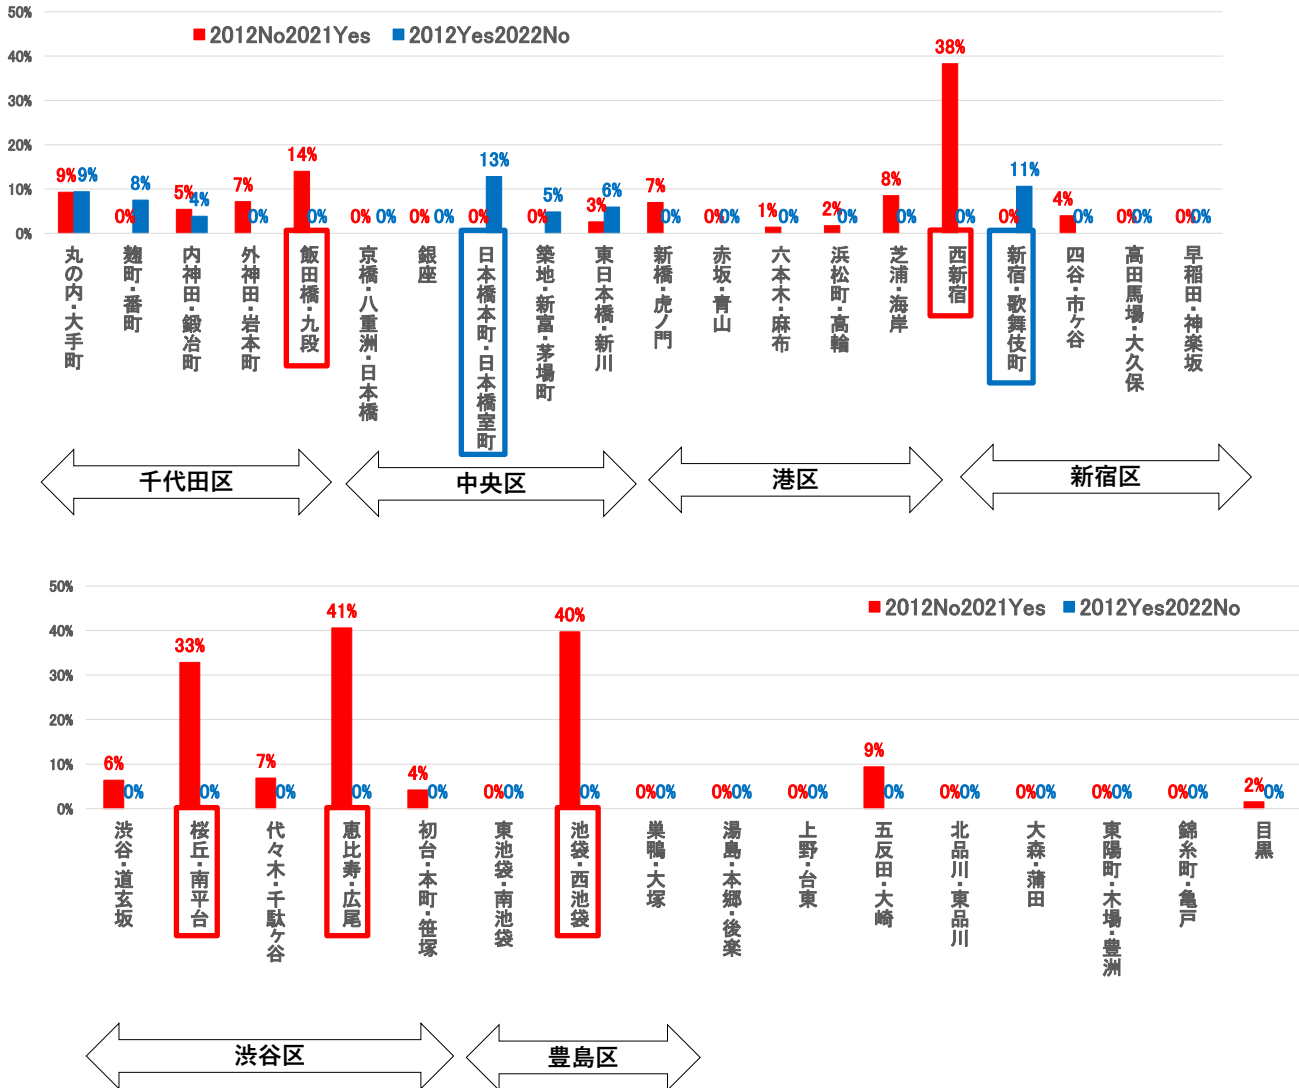 50%
2012No2021Yes 2012Yes2022No
40%
30%
20%
10%
0%
9% 9% 0% 8% 5% 4% 7% 0% 14% 0% 0% 0% 0% 0% 0% 13% 0% 5% 3% 6% 7% 0% 0% 0% 1% 0% 2% 0% 8% 0% 38% 0% 0% 11% 4% 0% 0% 0% 0% 0%
丸の内・大手町
麹町・番町
内神田・鍛冶町
外神田・岩本町
飯田橋・九段
京橋・八重洲・日本橋
銀座
日本橋本町・日本橋室町
築地・新富・茅場町
東日本橋・新川
新橋・虎ノ門
赤坂・青山
六本木・麻布
浜松町・高輪
芝浦・海岸
西新宿
新宿・歌舞伎町
四谷・市ケ谷
高田馬場・大久保
早稲田・神楽坂
千代田区
中央区
港区
新宿区
50%
2012No2021Yes 2012Yes2022No
40%
30%
20%
10%
0%
6% 0% 33% 0% 7% 0% 41% 0% 4% 0% 0% 0% 40% 0% 0% 0% 0% 0% 0% 0% 9% 0% 0% 0% 0% 0% 0% 0% 0% 0% 2% 0%
渋谷・道玄坂
桜丘・南平台
代々木・千駄ケ谷
恵比寿・広尾
初台・本町・笹塚
東池袋・南池袋
池袋・西池袋
巣鴨・大塚
湯島・本郷・後楽
上野・台東
五反田・大崎
北品川・東品川
大森・蒲田
東陽町・木場・豊洲
錦糸町・亀戸
目黒
渋谷区
豊島区